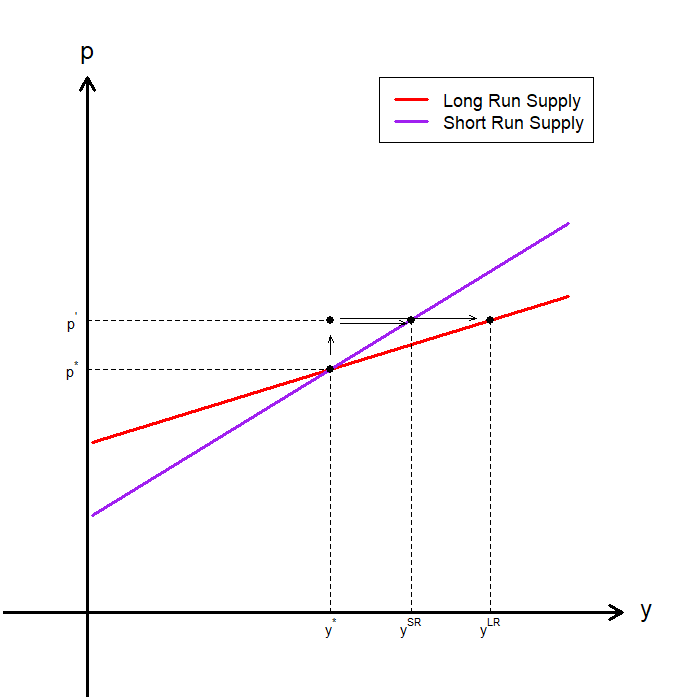 p
Long Run Supply
Short Run Supply
p'
p*
y
y* y^SR y^LR